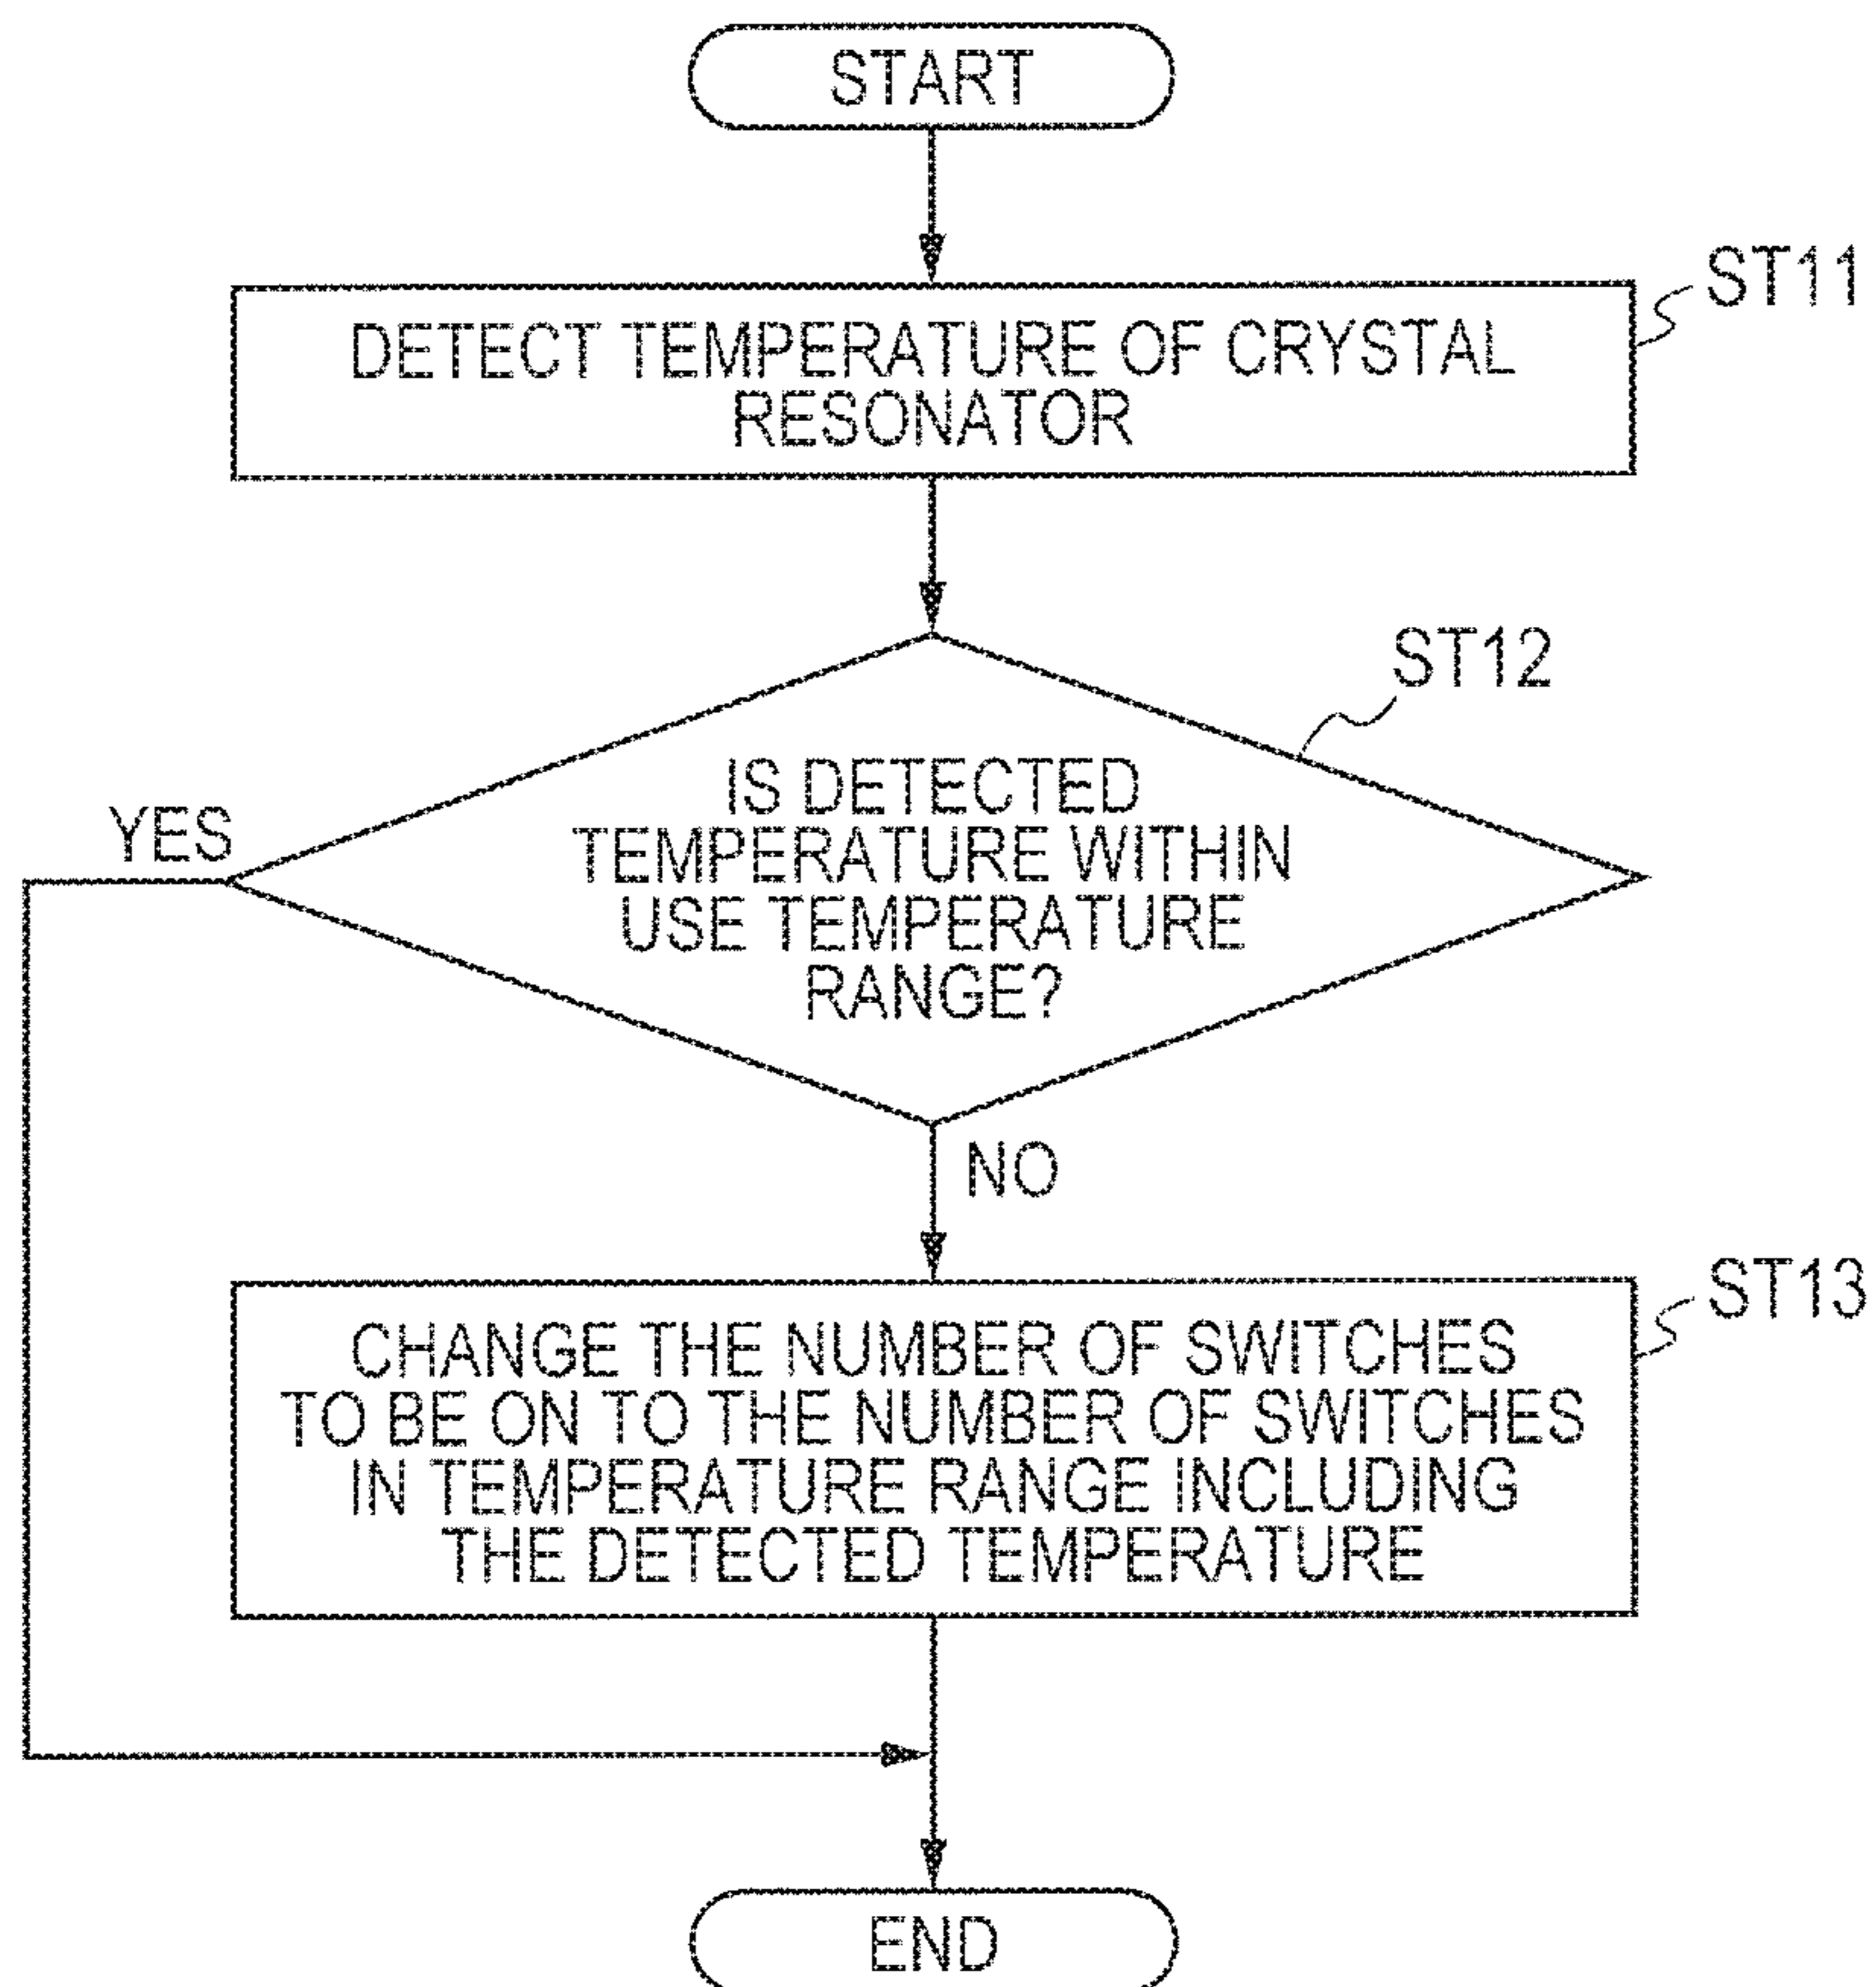 START
ST11
DETECT TEMPERATURE OF CRYSTAL
RESONATOR
ST12
IS DETECTED
TEMPERATURE WITHIN
USE TEMPERATURE
RANGE?
YES
NO
ST13
CHANGE THE NUMBER OF SWITCHES
TO BE ON TO THE NUMBER OF SWITCHES
IN TEMPERATURE RANGE INCLUDING
THE DETECTED TEMPERATURE
END